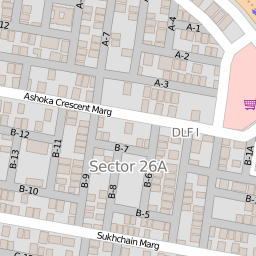 A-4
A-1
A-7
A-2
A-3
Ashoka Crescent Marg
DLF I
B-12
B-11
B-13
B-7
B-1A
Sector 26A
B-9
B-8
B-6
B-10
B-5
Sukhchain Marg